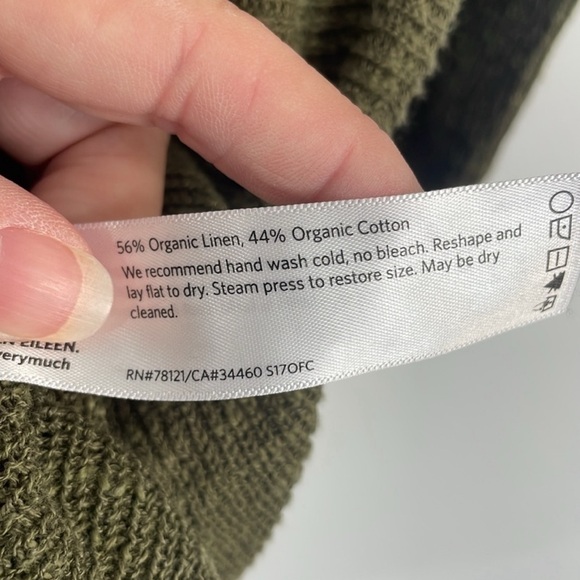 56% Organic Linen, 44% Organic Cotton
We recommend hand wash cold, no bleach. Reshape and
lay flat to dry. Steam press to restore size. May be dry
cleaned.
EILEEN.
verymuch
RN#78121/CA#34460 S17OFC